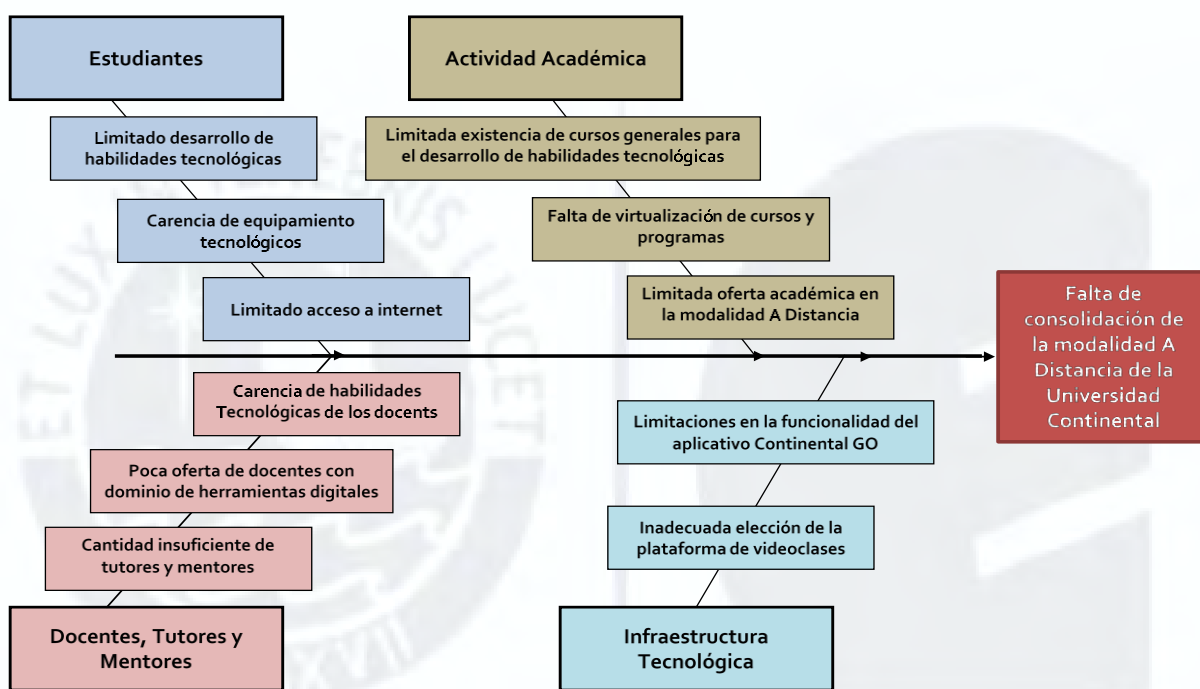 Estudiantes
Limitado desarrollo de
habilidades tecnológicas
Carencia de equipamiento
tecnológicos
Limitado acceso a internet
Actividad Académica
Limitada existencia de cursos generales para
el desarrollo de habilidades tecnológicas
Falta de virtualización de cursos y
programas
Limitada oferta académica en
la modalidad A Distancia
Falta de
consolidación de
la modalidad A
Distancia de la
Universidad
Continental
Carencia de habilidades
Tecnológicas de los docents
Poca oferta de docentes con
dominio de herramientas digitales
Cantidad insuficiente de
tutores y mentores
Docentes, Tutores y
Mentores
Limitaciones en la funcionalidad del
aplicativo Continental GO
Inadecuada elección de la
plataforma de videoclases
Infraestructura
Tecnológica
ET LUX
LUCET